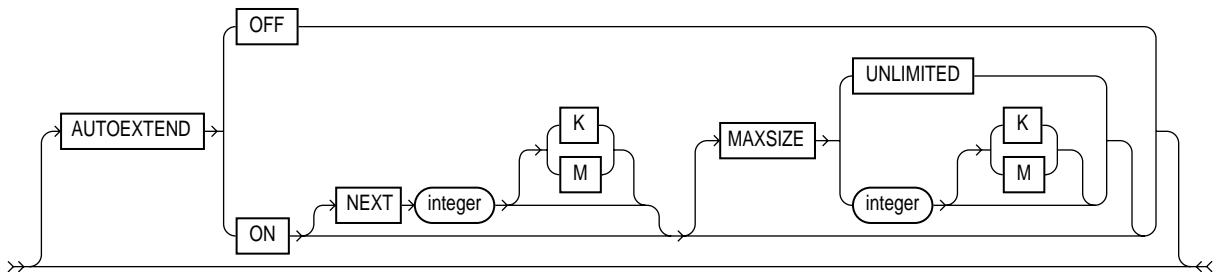 OFF
UNLIMITED
AUTOEXTEND
K
MAXSIZE
K
M
M
NEXT
integer
integer
ON